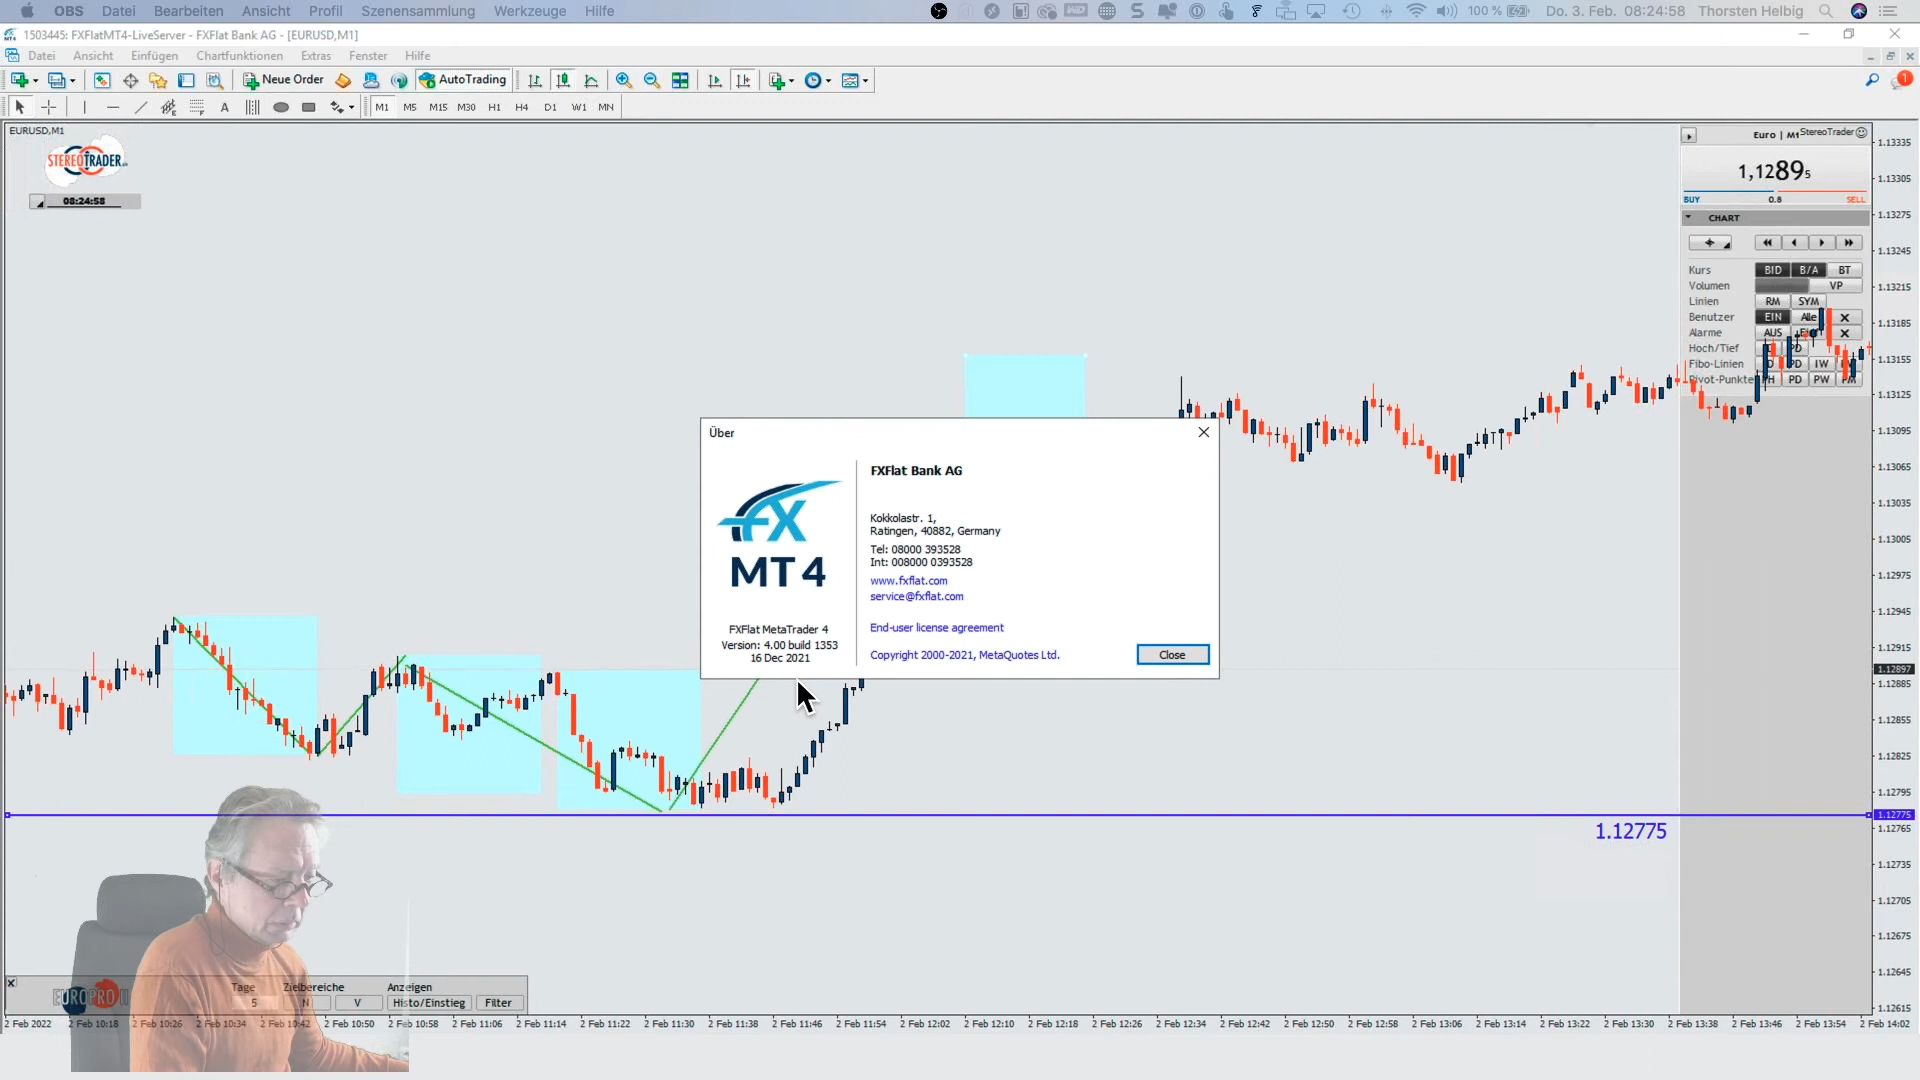 OBS Datei Bearbeiten Ansicht Profil Szenensammlung Werkzeuge Hilfe 100 % Do. 3. Feb. 08:24:58 Thorsten Helbig
1503445: FXFlatMT4-LiveServer - FXFlat Bank AG - [EURUSD,M1]
Datei Ansicht Einfügen Chartfunktionen Extras Fenster Hilfe
Neue Order AutoTrading 1
A M1 M5 M15 M30 H1 H4 D1 W1 MN
EURUSD,M1
STEREOTRADER
08:24:58
Euro | M1 StereoTrader
1,12895
BUY 0.8 SELL
CHART
Kurs BID B/A BT
Volumen VP
Linien RM SYM
Benutzer EIN Alle
Alarme AUS
Hoch/Tief PD
Fibo-Linien PD IW
Pivot-Punkte PH PD PW PM
1.13335
1.13305
1.13275
1.13245
1.13215
1.13185
1.13155
1.13125
1.13095
1.13065
1.13035
1.13005
1.12975
1.12945
1.12915
1.12897
1.12885
1.12855
1.12825
1.12795
1.12775
1.12765
1.12735
1.12705
1.12675
1.12645
1.12615
Über
fX
MT 4
FXFlat MetaTrader 4
Version: 4.00 build 1353
16 Dec 2021
FXFlat Bank AG
Kokkolastr. 1,
Ratingen, 40882, Germany
Tel: 08000 393528
Int: 008000 0393528
www.fxflat.com
service@fxflat.com
End-user license agreement
Copyright 2000-2021, MetaQuotes Ltd.
Close
1.12775
EUROPRO II
Tage Zielbereiche Anzeigen
5 N V Histo/Einstieg Filter
2 Feb 2022 2 Feb 10:18 2 Feb 10:26 2 Feb 10:34 2 Feb 10:42 2 Feb 10:50 2 Feb 10:58 2 Feb 11:06 2 Feb 11:14 2 Feb 11:22 2 Feb 11:30 2 Feb 11:38 2 Feb 11:46 2 Feb 11:54 2 Feb 12:02 2 Feb 12:10 2 Feb 12:18 2 Feb 12:26 2 Feb 12:34 2 Feb 12:42 2 Feb 12:50 2 Feb 12:58 2 Feb 13:06 2 Feb 13:14 2 Feb 13:22 2 Feb 13:30 2 Feb 13:38 2 Feb 13:46 2 Feb 13:54 2 Feb 14:02